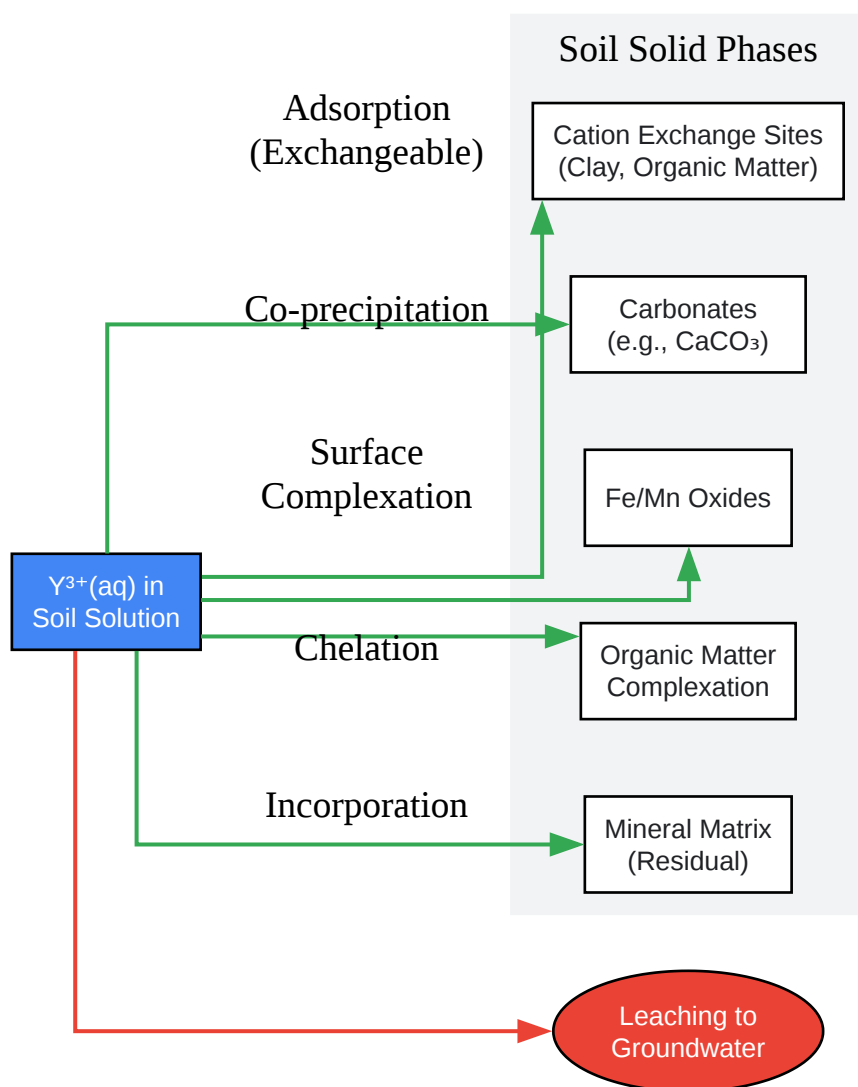 Soil Solid Phases
Adsorption
(Exchangeable)
Cation Exchange Sites
(Clay, Organic Matter)
Co-precipitation
Carbonates
(e.g., CaCO₃)
Surface
Complexation
Fe/Mn Oxides
Y³⁺(aq) in
Soil Solution
Chelation
Organic Matter
Complexation
Incorporation
Mineral Matrix
(Residual)
Leaching to
Groundwater